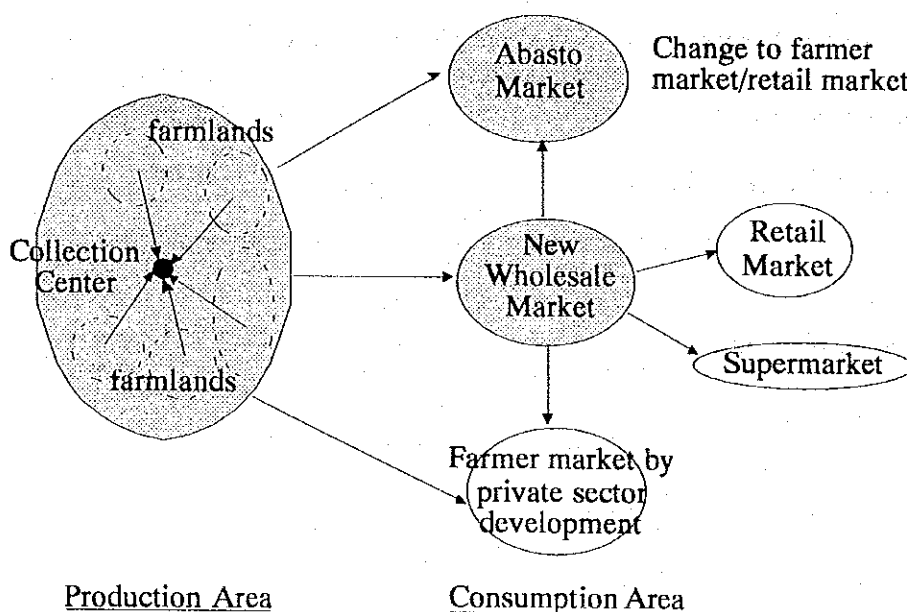 Abasto
Market
Change to farmer
market/retail market
farmlands
Collection
Center
New
Wholesale
Market
Retail
Market
Supermarket
farmlands
Farmer market by
private sector
development
Production Area
Consumption Area